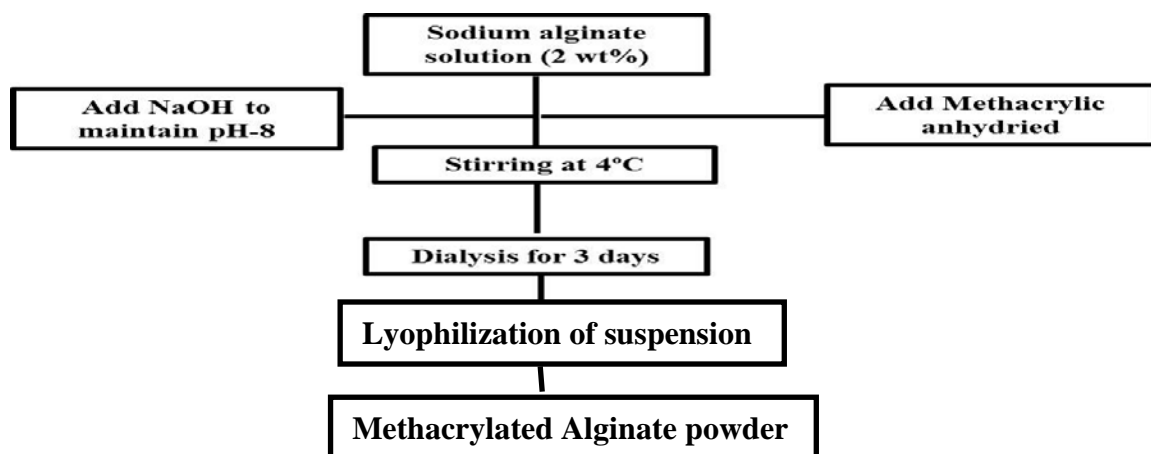 Sodium alginate
solution (2 wt%)
Add NaOH to
maintain pH-8
Add Methacrylic
anhydried
Stirring at 4ºC
Dialysis for 3 days
Lyophilization of suspension
Methacrylated Alginate powder